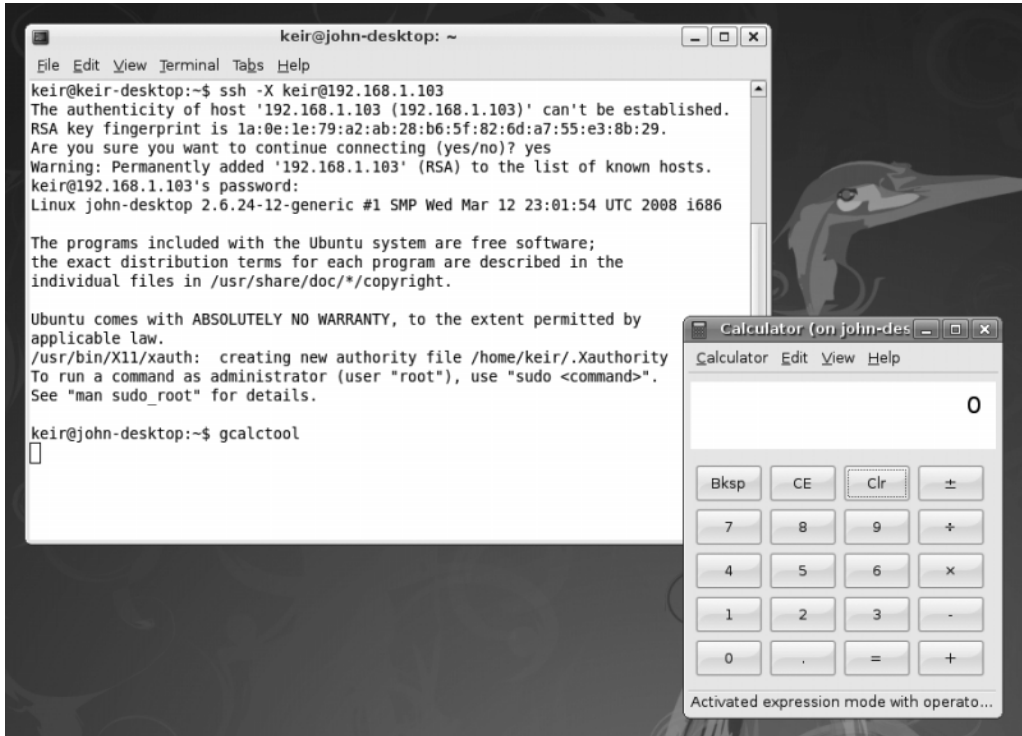 keir@john-desktop: ~
File Edit View Terminal Tabs Help
keir@keir-desktop:~$ ssh -X keir@192.168.1.103
The authenticity of host '192.168.1.103 (192.168.1.103)' can't be established.
RSA key fingerprint is 1a:0e:1e:79:a2:ab:28:b6:5f:82:6d:a7:55:e3:8b:29.
Are you sure you want to continue connecting (yes/no)? yes
Warning: Permanently added '192.168.1.103' (RSA) to the list of known hosts.
keir@192.168.1.103's password:
Linux john-desktop 2.6.24-12-generic #1 SMP Wed Mar 12 23:01:54 UTC 2008 i686
The programs included with the Ubuntu system are free software;
the exact distribution terms for each program are described in the
individual files in /usr/share/doc/*/copyright.
Ubuntu comes with ABSOLUTELY NO WARRANTY, to the extent permitted by
applicable law.
/usr/bin/X11/xauth:  creating new authority file /home/keir/.Xauthority
To run a command as administrator (user "root"), use "sudo <command>".
See "man sudo_root" for details.
keir@john-desktop:~$ gcalctool
Calculator (on john-des
Calculator Edit View Help
0
Bksp CE Clr ±
7 8 9 ÷
4 5 6 ×
1 2 3 -
0 . = +
Activated expression mode with operato...